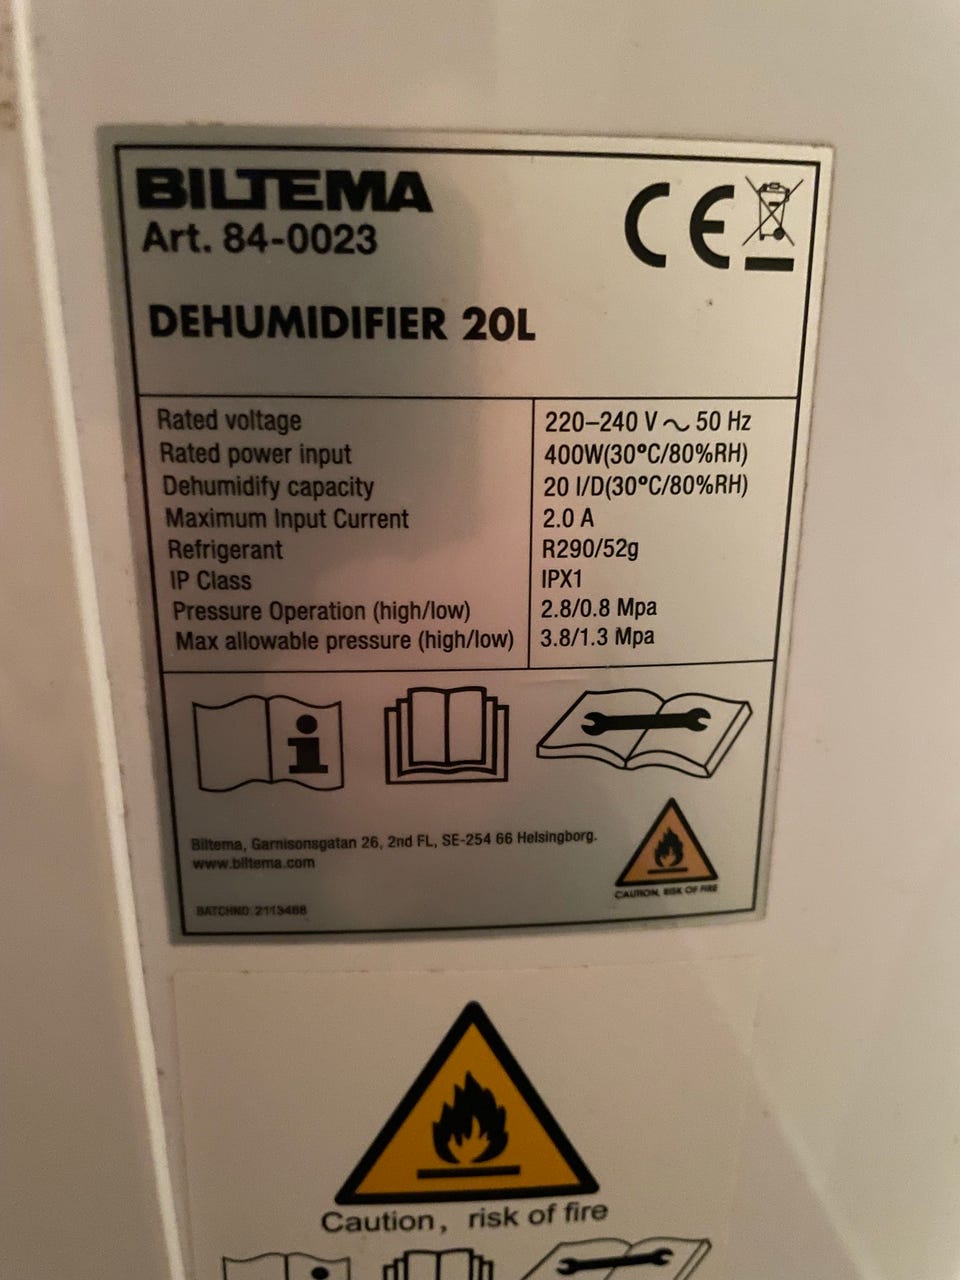 BILTEMA
Art. 84-0023
CE
DEHUMIDIFIER 20L
Rated voltage 220–240 V ~ 50 Hz
Rated power input 400W(30°C/80%RH)
Dehumidify capacity 20 l/D(30°C/80%RH)
Maximum Input Current 2.0 A
Refrigerant R290/52g
IP Class IPX1
Pressure Operation (high/low) 2.8/0.8 Mpa
Max allowable pressure (high/low) 3.8/1.3 Mpa
Biltema, Garnisonsgatan 26, 2nd FL, SE-254 66 Helsingborg.
www.biltema.com
CAUTION, RISK OF FIRE
BATCHNO: 2113468
Caution, risk of fire